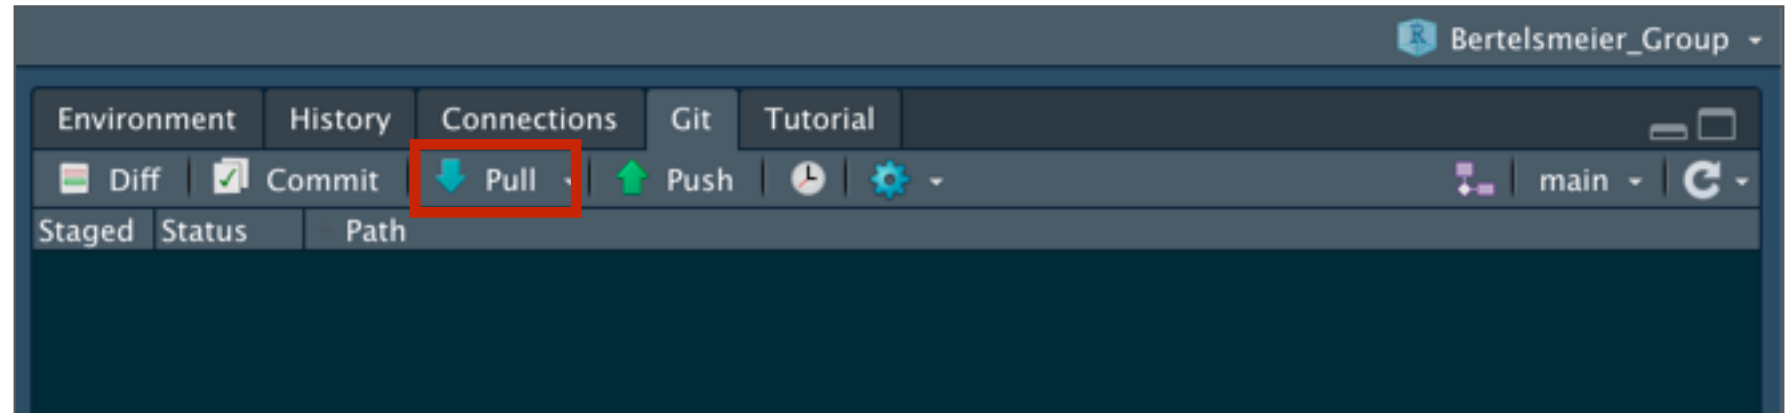 Bertelsmeier_Group
Environment History Connections Git Tutorial
Diff Commit Pull Push main
Staged Status Path